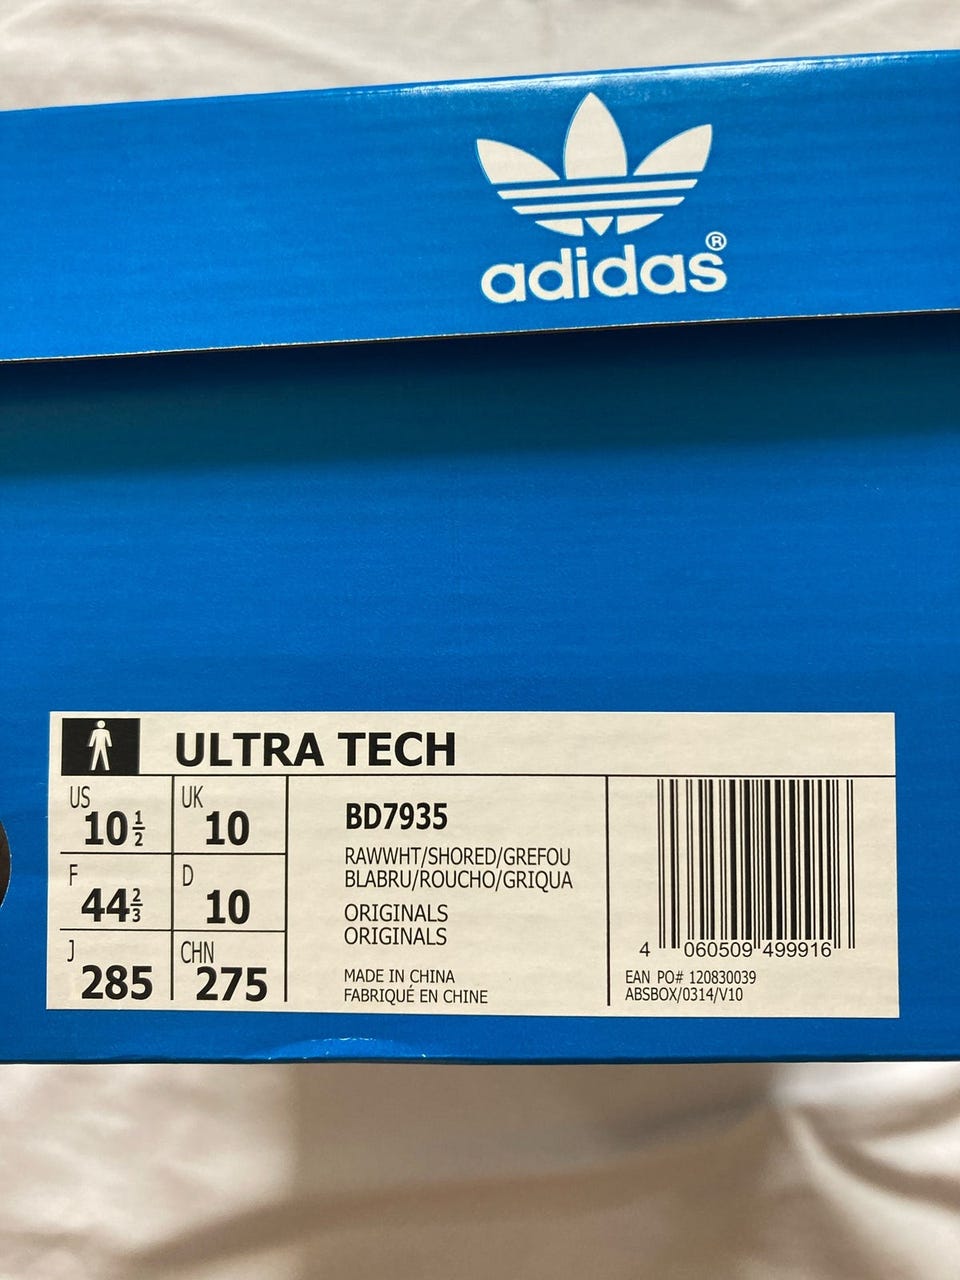 adidas®
ULTRA TECH
US 10 1/2
UK 10
F 44 2/3
D 10
J 285
CHN 275
BD7935
RAWWHT/SHORED/GREFOU
BLABRU/ROUCHO/GRIQUA
ORIGINALS
ORIGINALS
MADE IN CHINA
FABRIQUÉ EN CHINE
4 060509 499916
EAN PO# 120830039
ABSBOX/0314/V10